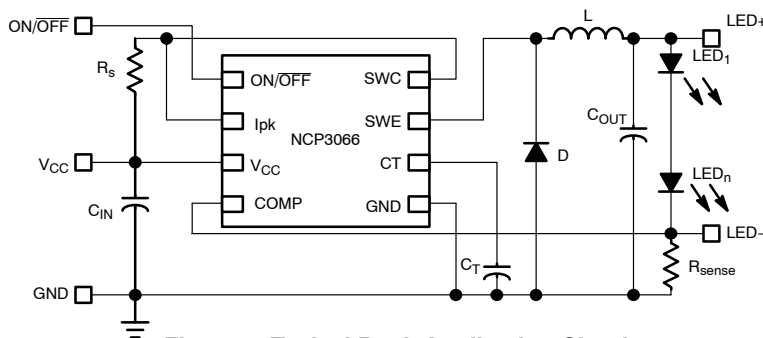 ON/OFF
L
LED+
Rs
ON/OFF
SWC
LED1
Ipk
NCP3066
SWE
COUT
VCC
VCC
CT
D
CIN
COMP
GND
LEDn
LED−
CT
Rsense
GND